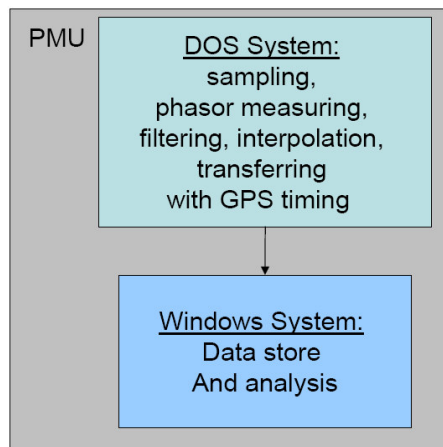 PMU
DOS System:
sampling,
phasor measuring,
filtering, interpolation,
transferring
with GPS timing
Windows System:
Data store
And analysis